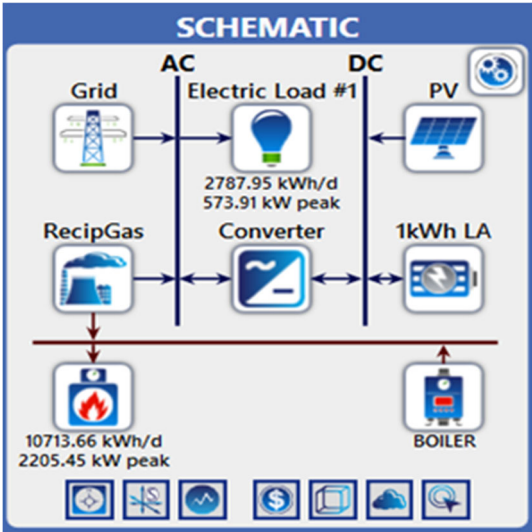 SCHEMATIC
AC DC
Grid Electric Load #1 PV
2787.95 kWh/d
573.91 kW peak
RecipGas Converter 1kWh LA
10713.66 kWh/d
2205.45 kW peak
BOILER